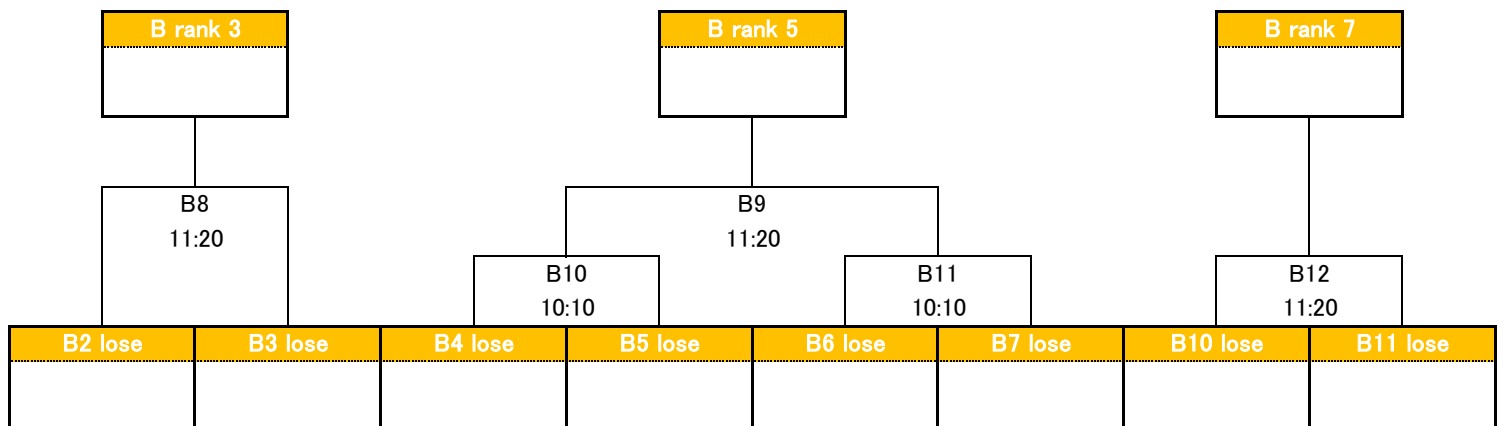 B rank 3
B rank 5
B rank 7
B8
11:20
B9
11:20
B10
10:10
B11
10:10
B12
11:20
B2 lose
B3 lose
B4 lose
B5 lose
B6 lose
B7 lose
B10 lose
B11 lose